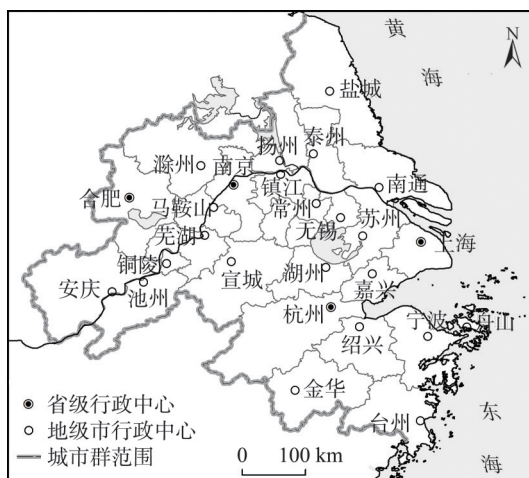 黄
海
N
盐城
扬州
泰州
滁州
南京
镇江
南通
合肥
马鞍山
常州
无锡
苏州
上海
芜湖
铜陵
宣城
湖州
嘉兴
安庆
池州
杭州
宁波
舟山
绍兴
金华
台州
省级行政中心
地级市行政中心
城市群范围
0 100 km
东
海